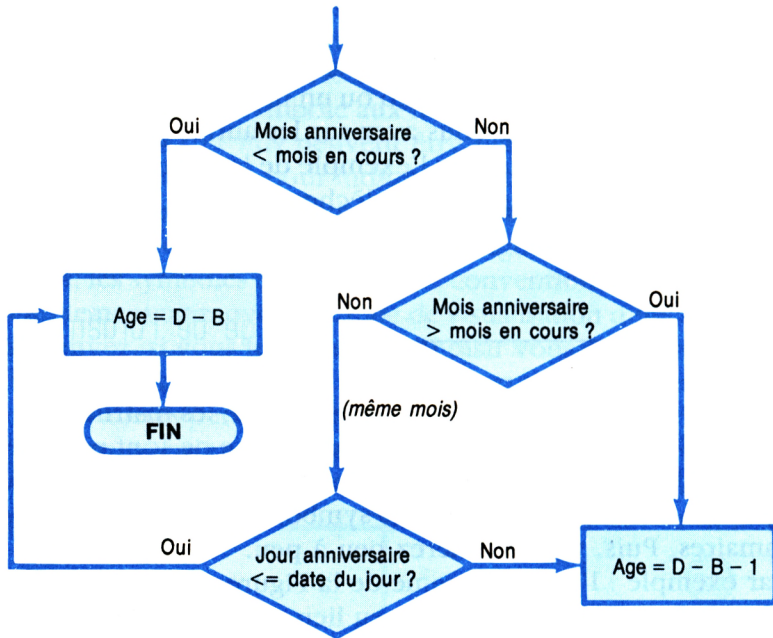 Oui
Mois anniversaire
< mois en cours ?
Non
Age = D – B
Non
Mois anniversaire
> mois en cours ?
Oui
FIN
(même mois)
Oui
Jour anniversaire
<= date du jour ?
Non
Age = D – B – 1